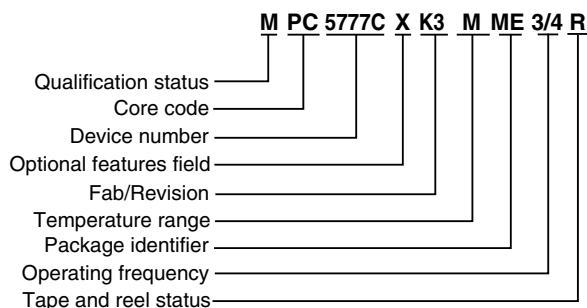 M PC 5777C X K3 M ME 3/4 R
Qualification status
Core code
Device number
Optional features field
Fab/Revision
Temperature range
Package identifier
Operating frequency
Tape and reel status